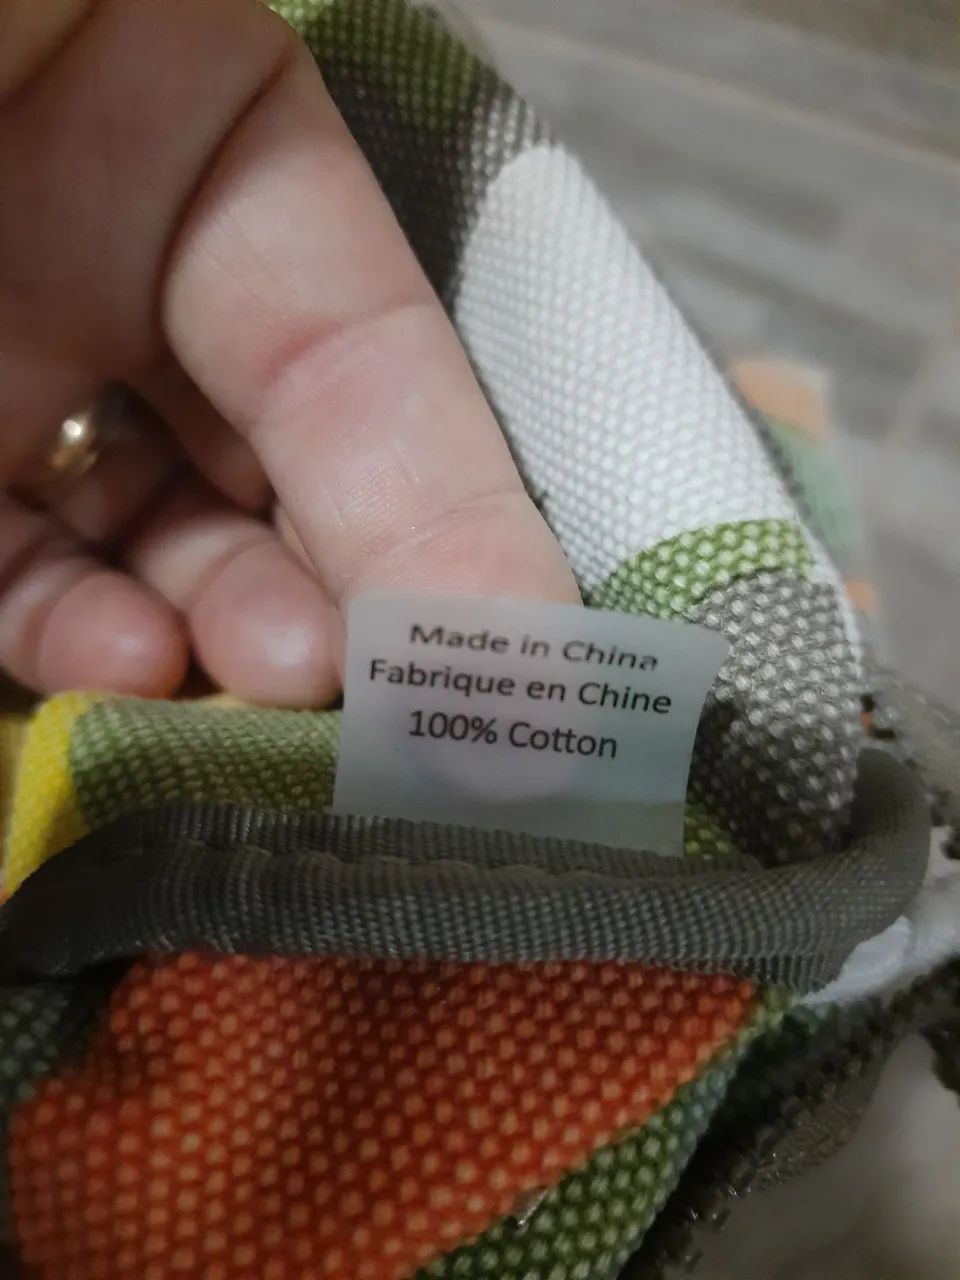 Made in China
Fabrique en Chine
100% Cotton